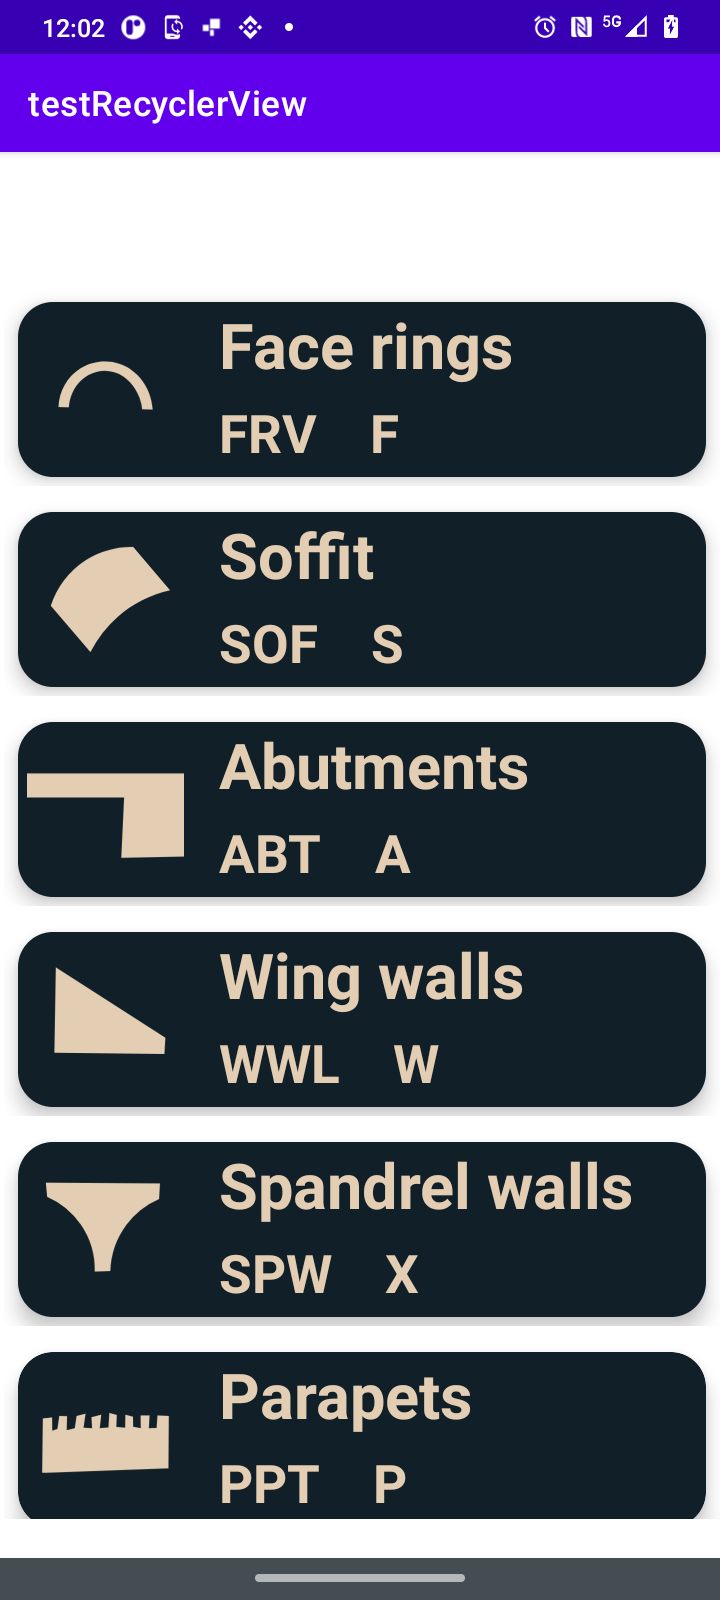 12:02 5G
testRecyclerView
Face rings
FRV F
Soffit
SOF S
Abutments
ABT A
Wing walls
WWL W
Spandrel walls
SPW X
Parapets
PPT P